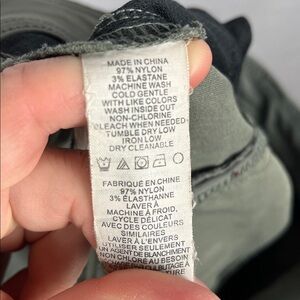 MADE IN CHINA
97% NYLON
3% ELASTANE
MACHINE WASH
COLD GENTLE
WITH LIKE COLORS
WASH INSIDE OUT
NON-CHLORINE
BLEACH WHEN NEEDED
TUMBLE DRY LOW
IRON LOW
DRY CLEANABLE
FABRIQUÉ EN CHINE
97% NYLON
3% ÉLASTHANNE
LAVER À
MACHINE À FROID,
CYCLE DÉLICAT
AVEC DES COULEURS
SIMILAIRES
LAVER À L'ENVERS
UTILISER SEULEMENT
UN AGENT DE BLANCHIMENT
NON CHLORÉ AU BESOIN